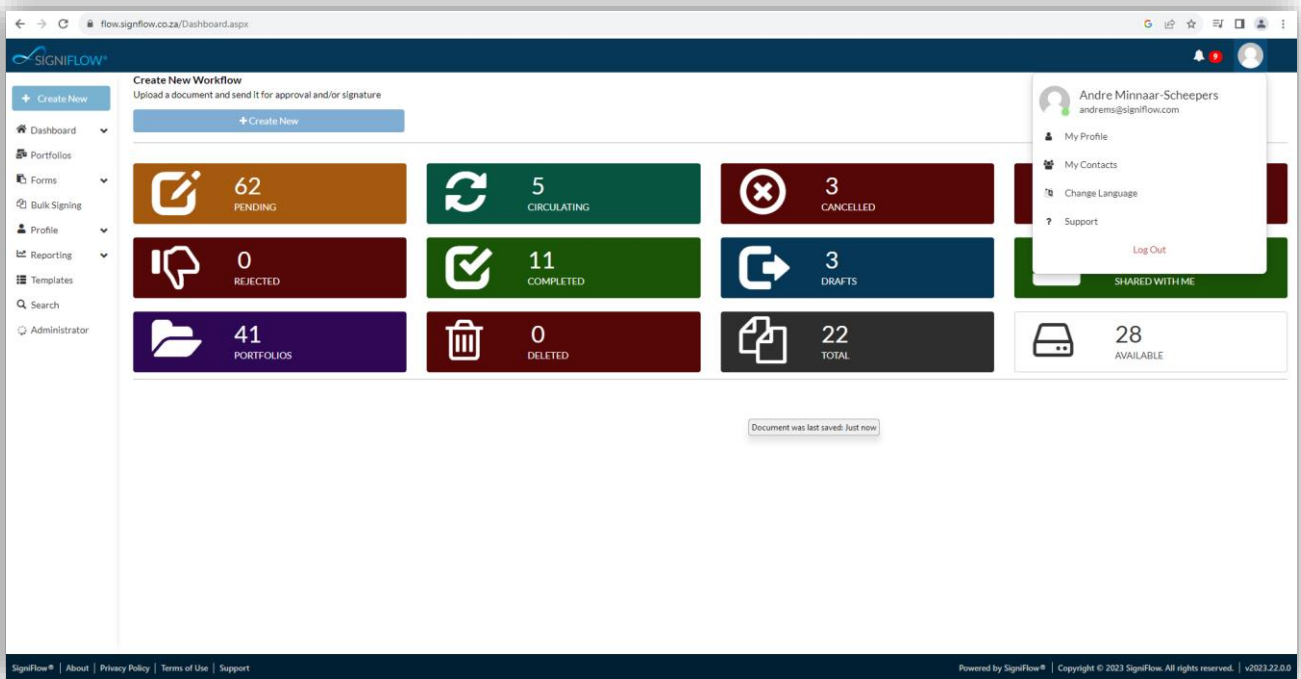 flow.signflow.co.za/Dashboard.aspx
SIGNIFLOW®
9
+ Create New
Dashboard
Portfolios
Forms
Bulk Signing
Profile
Reporting
Templates
Search
Administrator
Create New Workflow
Upload a document and send it for approval and/or signature
+ Create New
62
PENDING
5
CIRCULATING
3
CANCELLED
0
REJECTED
11
COMPLETED
3
DRAFTS
SHARED WITH ME
41
PORTFOLIOS
0
DELETED
22
TOTAL
28
AVAILABLE
Andre Minnaar-Scheepers
andrems@signiflow.com
My Profile
My Contacts
Change Language
? Support
Log Out
Document was last saved: Just now
SigniFlow® | About | Privacy Policy | Terms of Use | Support
Powered by SigniFlow® | Copyright © 2023 SigniFlow. All rights reserved. | v2023.22.0.0